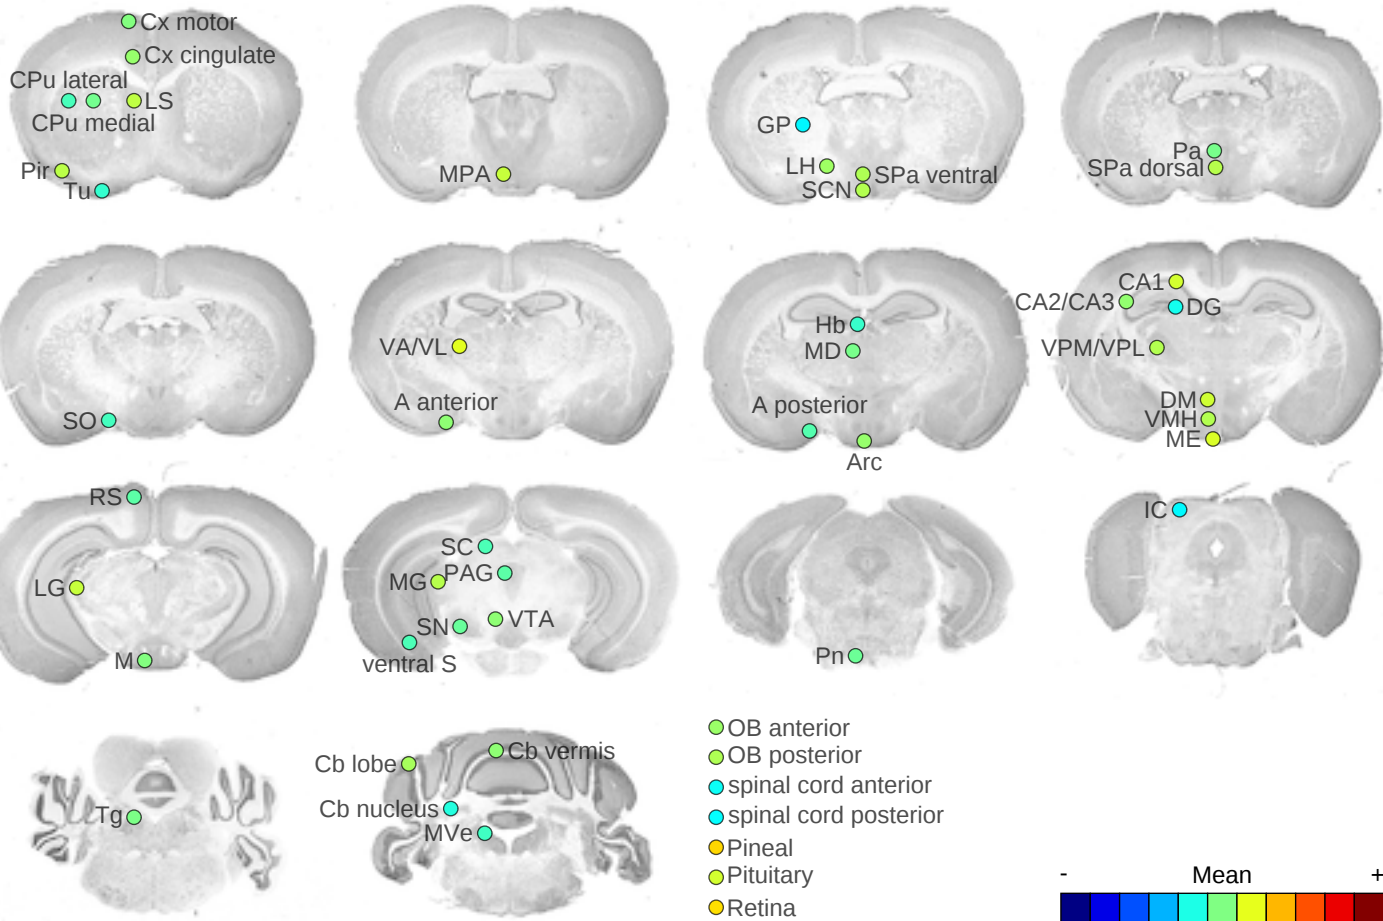 Cx motor
Cx cingulate
CPu lateral
LS
CPu medial
Pir
Tu
MPA
GP
LH
SPa ventral
SCN
Pa
SPa dorsal
SO
VA/VL
A anterior
Hb
MD
A posterior
Arc
CA1
CA2/CA3
DG
VPM/VPL
DM
VMH
ME
RS
LG
M
SC
PAG
MG
VTA
SN
ventral S
Pn
IC
Tg
Cb lobe
Cb vermis
Cb nucleus
MVe
OB anterior
OB posterior
spinal cord anterior
spinal cord posterior
Pineal
Pituitary
Retina
- Mean +